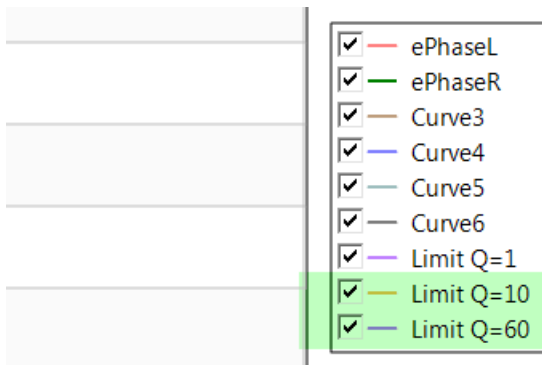 ePhaseL
ePhaseR
Curve3
Curve4
Curve5
Curve6
Limit Q=1
Limit Q=10
Limit Q=60